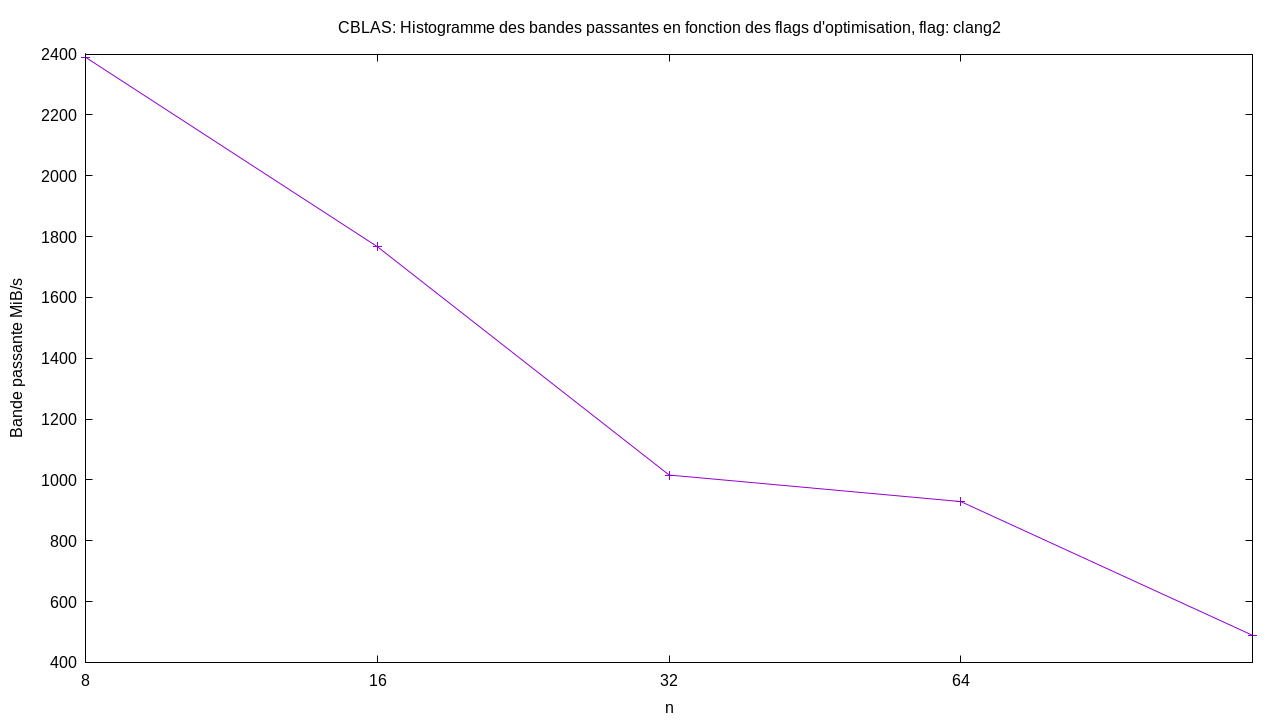 CBLAS: Histogramme des bandes passantes en fonction des flags d'optimisation, flag: clang2
2400
2200
2000
1800
1600
1400
1200
1000
800
600
400
Bande passante MiB/s
8 16 32 64
n